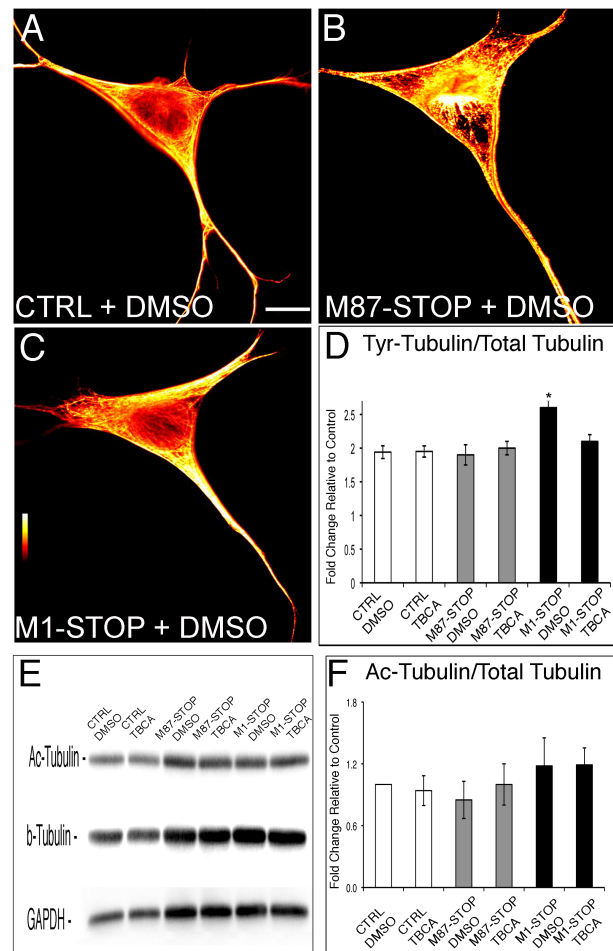 A
CTRL + DMSO
B
M87-STOP + DMSO
C
M1-STOP + DMSO
D Tyr-Tubulin/Total Tubulin
Fold Change Relative to Control
2.5
2
1.5
1
0.5
0
*
CTRL
DMSO
CTRL
TBCA
M87-STOP
DMSO
M87-STOP
TBCA
M1-STOP
DMSO
M1-STOP
TBCA
E
CTRL
DMSO
CTRL
TBCA
M87-STOP
DMSO
M87-STOP
TBCA
M1-STOP
DMSO
M1-STOP
TBCA
Ac-Tubulin -
b-Tubulin -
GAPDH -
F Ac-Tubulin/Total Tubulin
Fold Change Relative to Control
1.8
1.2
0.6
0.0
CTRL
DMSO
CTRL
TBCA
M87-STOP
DMSO
M87-STOP
TBCA
M1-STOP
DMSO
M1-STOP
TBCA